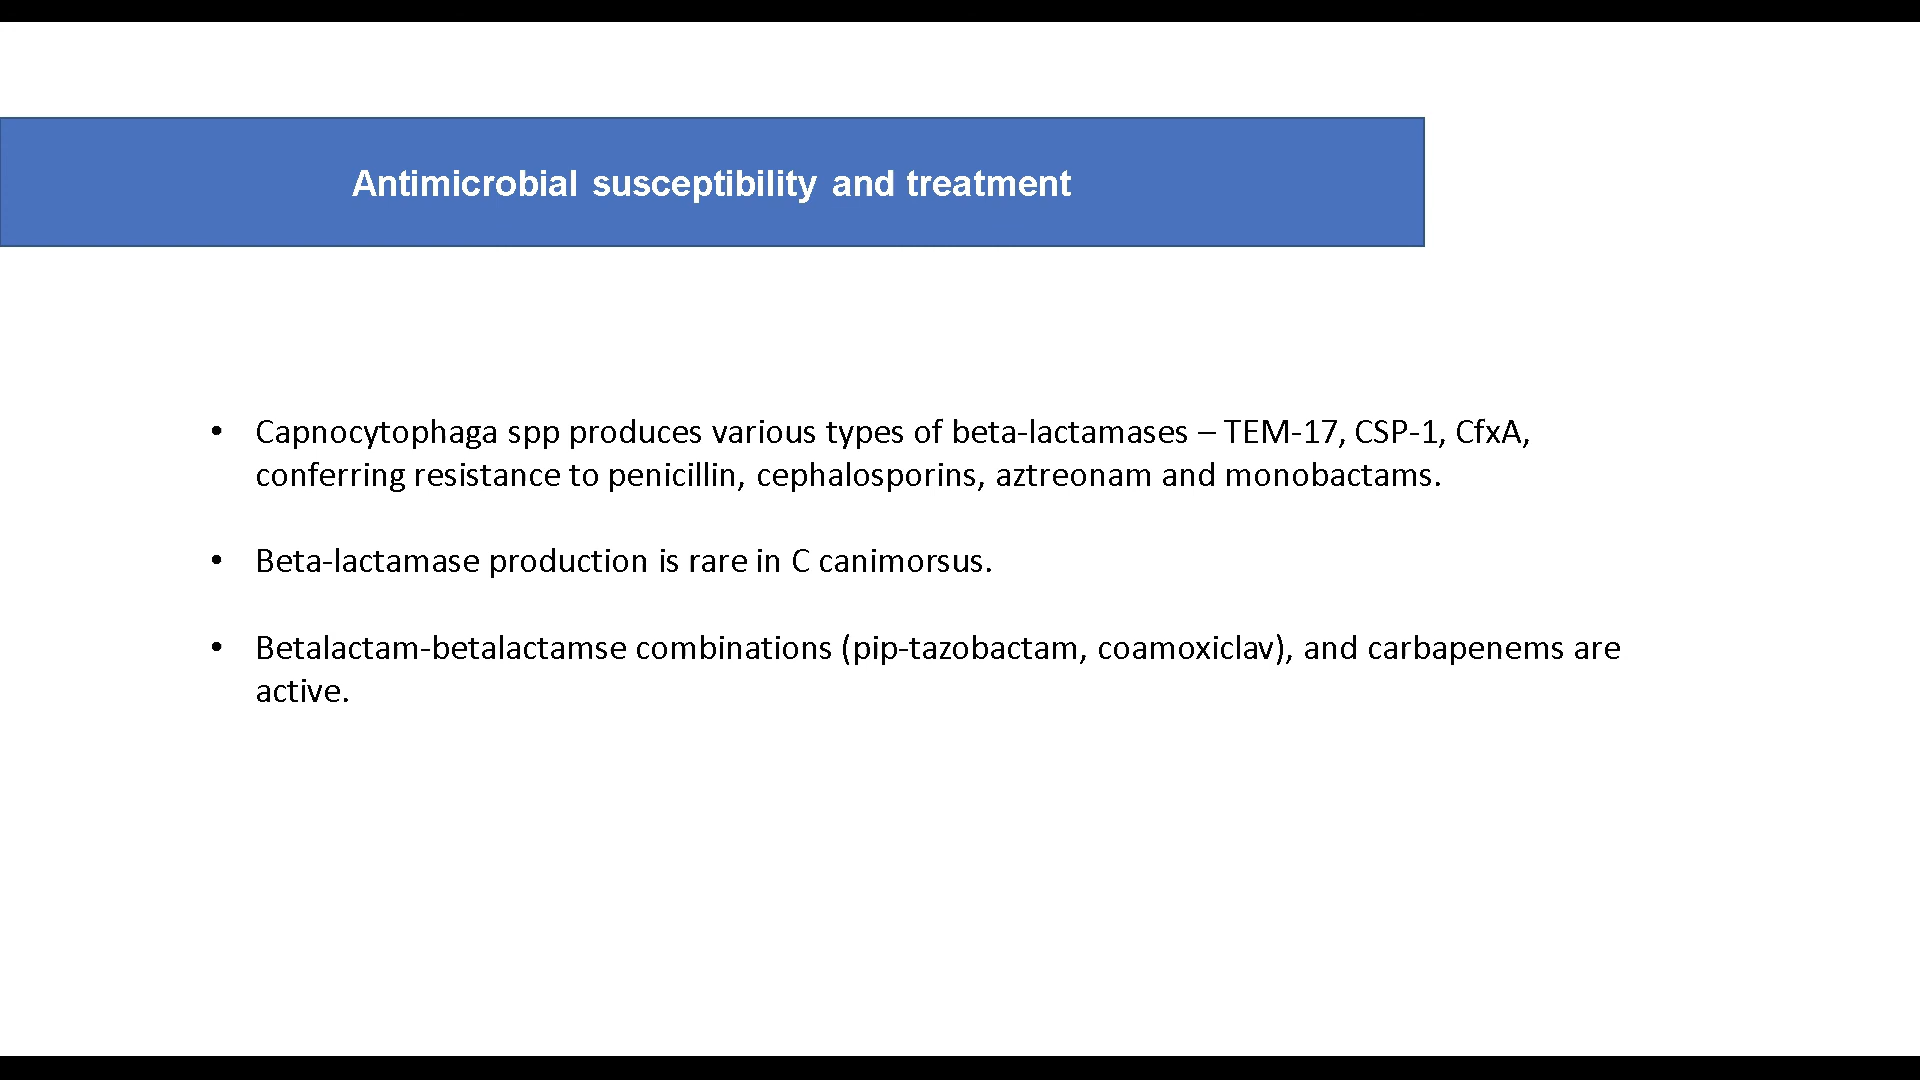 Antimicrobial susceptibility and treatment
• Capnocytophaga spp produces various types of beta-lactamases – TEM-17, CSP-1, CfxA,
conferring resistance to penicillin, cephalosporins, aztreonam and monobactams.
• Beta-lactamase production is rare in C canimorsus.
• Betalactam-betalactamse combinations (pip-tazobactam, coamoxiclav), and carbapenems are
active.